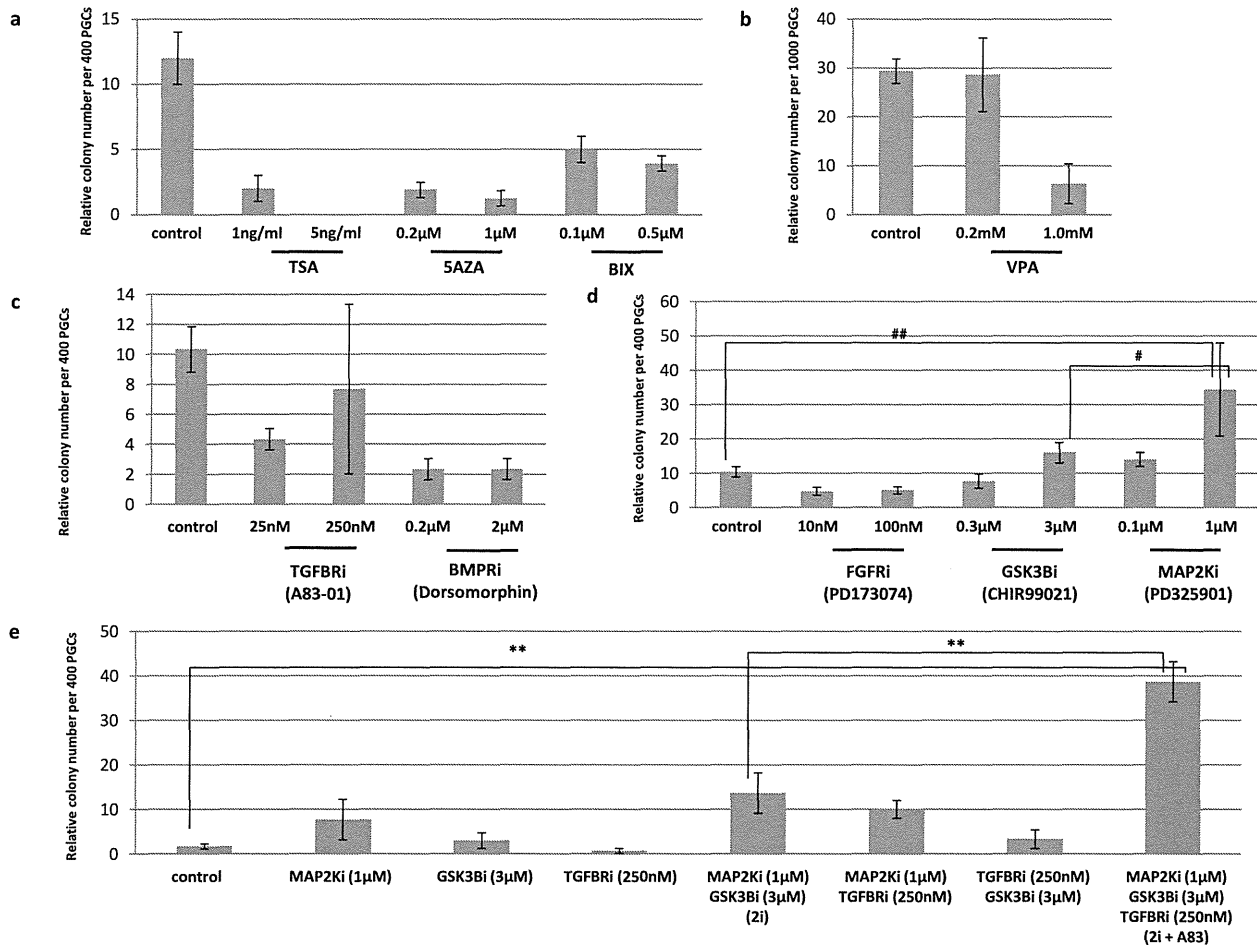 a
Relative colony number per 400 PGCs
15
10
5
0
control 1ng/ml 5ng/ml 0.2µM 1µM 0.1µM 0.5µM
TSA 5AZA BIX
b
Relative colony number per 1000 PGCs
40
30
20
10
0
control 0.2mM 1.0mM
VPA
c
Relative colony number per 400 PGCs
14
12
10
8
6
4
2
0
control 25nM 250nM 0.2µM 2µM
TGFBRi BMPRi
(A83-01) (Dorsomorphin)
d
Relative colony number per 400 PGCs
60
50
40
30
20
10
0
##
#
control 10nM 100nM 0.3µM 3µM 0.1µM 1µM
FGFRi GSK3Bi MAP2Ki
(PD173074) (CHIR99021) (PD325901)
e
Relative colony number per 400 PGCs
50
40
30
20
10
0
** **
control MAP2Ki (1µM) GSK3Bi (3µM) TGFBRi (250nM) MAP2Ki (1µM) MAP2Ki (1µM) TGFBRi (250nM) MAP2Ki (1µM)
GSK3Bi (3µM) TGFBRi (250nM) GSK3Bi (3µM) GSK3Bi (3µM)
(2i) TGFBRi (250nM)
(2i + A83)